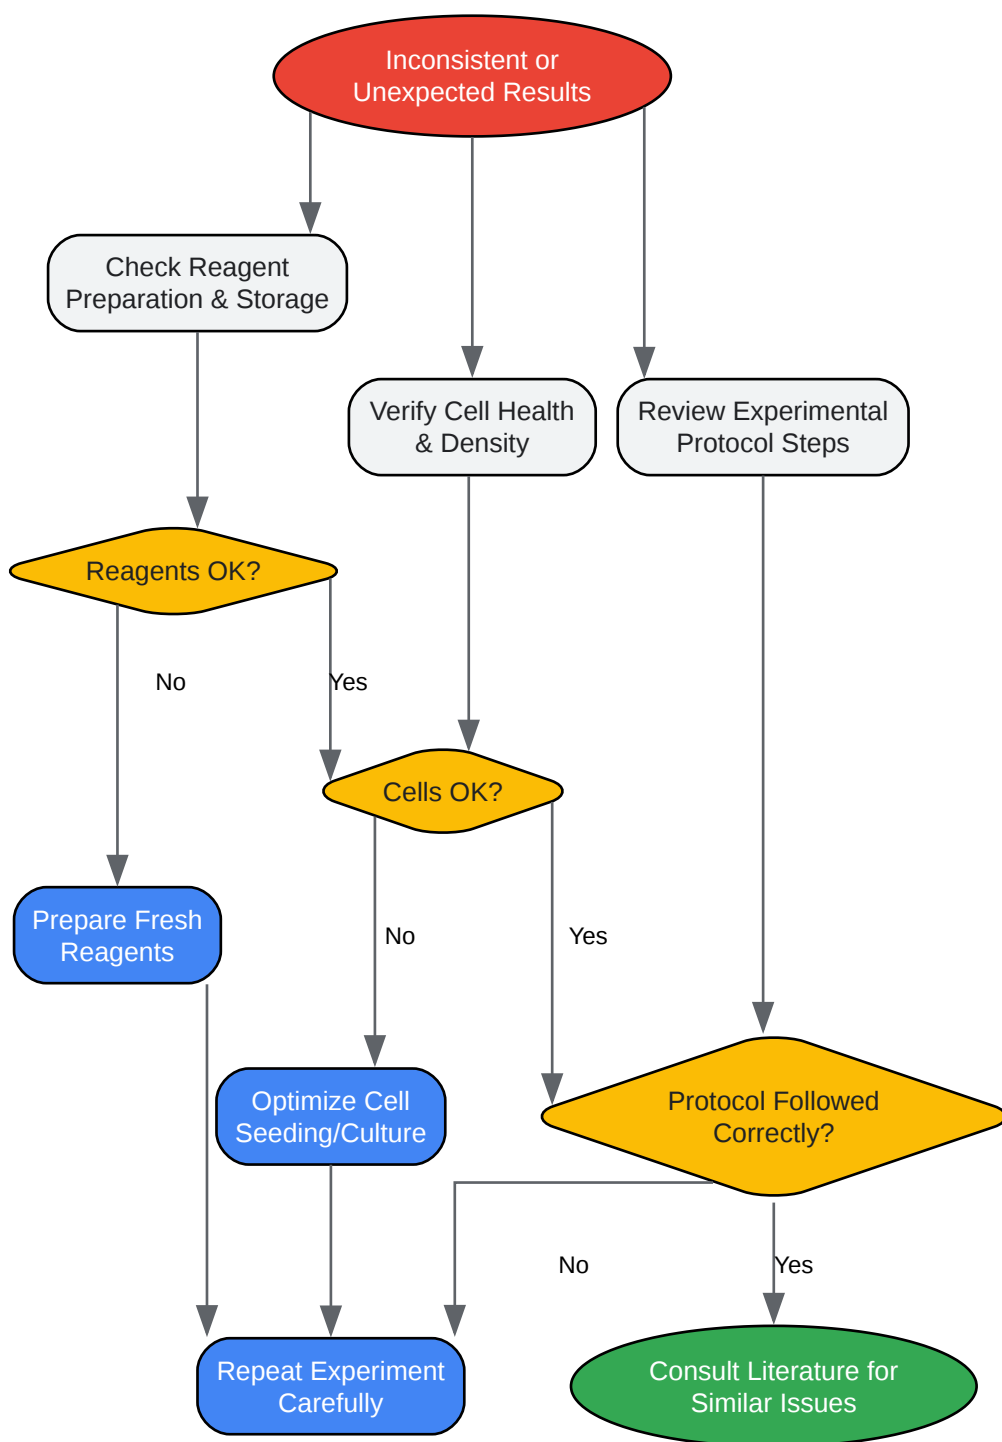 Inconsistent or
Unexpected Results
Check Reagent
Preparation & Storage
Verify Cell Health
& Density
Review Experimental
Protocol Steps
Reagents OK?
No
Yes
Cells OK?
Prepare Fresh
Reagents
No
Yes
Optimize Cell
Seeding/Culture
Protocol Followed
Correctly?
No
Yes
Repeat Experiment
Carefully
Consult Literature for
Similar Issues